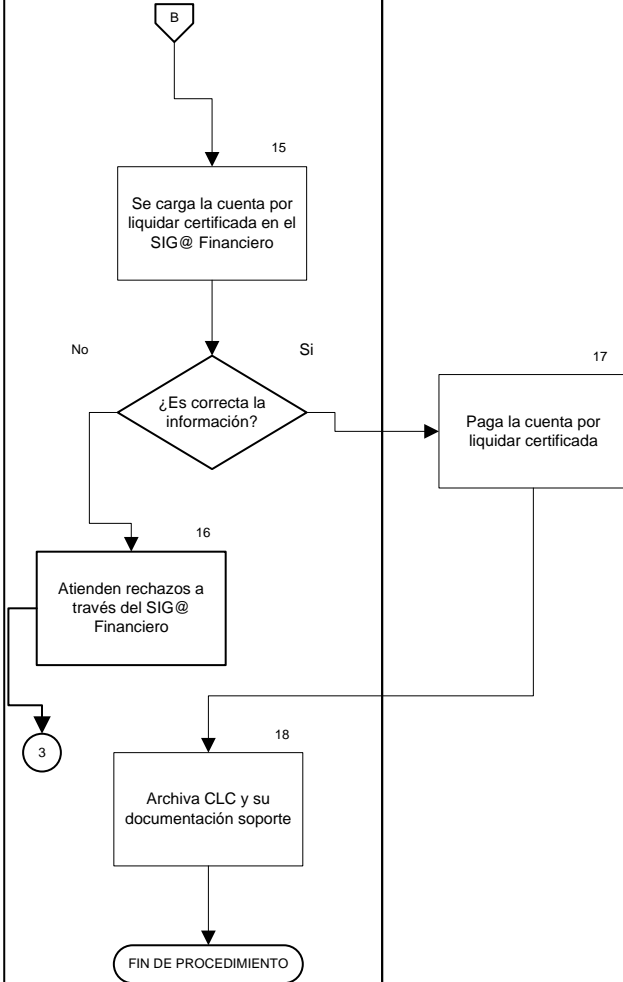 B
15
Se carga la cuenta por
liquidar certificada en el
SIG@ Financiero
No
Si
¿Es correcta la
información?
17
Paga la cuenta por
liquidar certificada
16
Atienden rechazos a
través del SIG@
Financiero
3
18
Archiva CLC y su
documentación soporte
FIN DE PROCEDIMIENTO